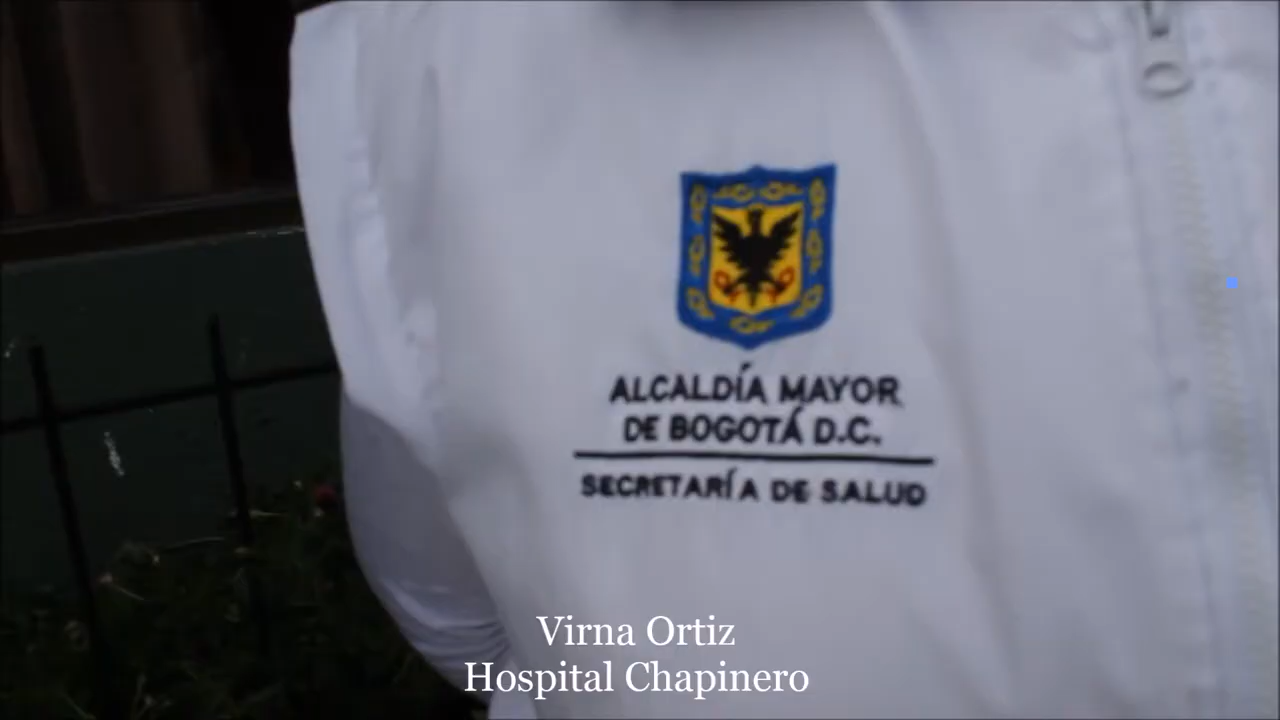 ALCALDÍA MAYOR
DE BOGOTÁ D.C.
SECRETARÍA DE SALUD
Virna Ortiz
Hospital Chapinero